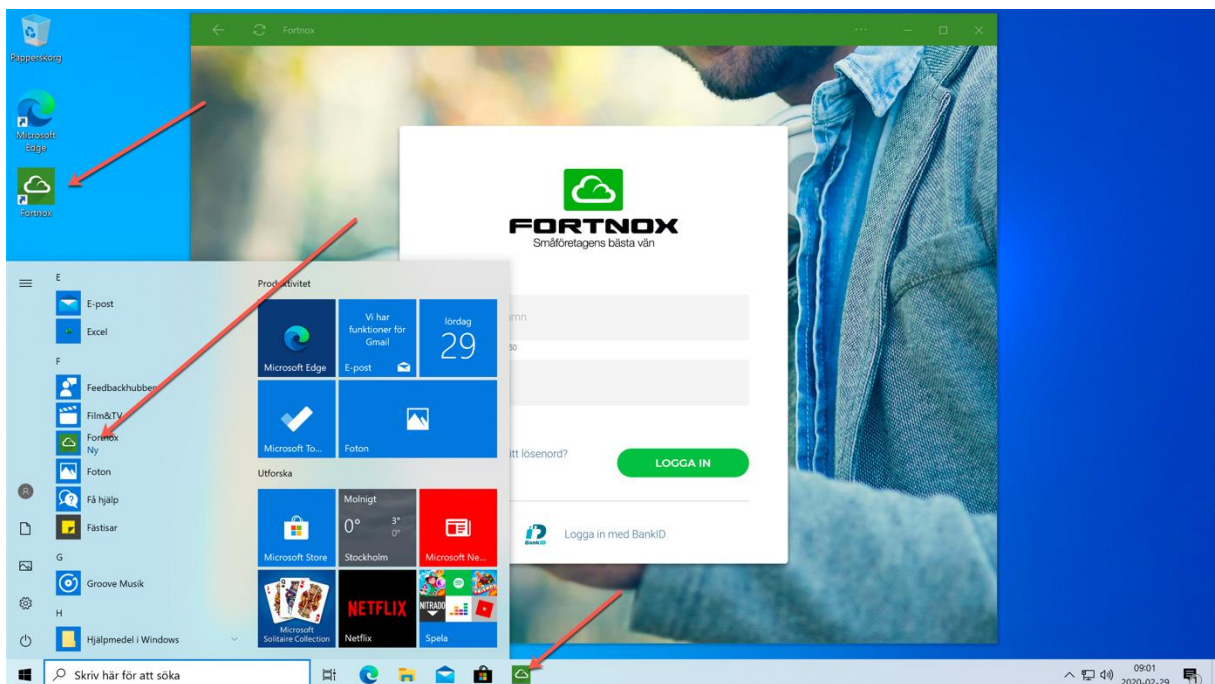 Papperskorg
Microsoft
Edge
Fortnox
Fortnox
FORTNOX
Småföretagens bästa vän
LOGGA IN
BankID
Logga in med BankID
E
E-post
Excel
F
Feedbackhubben
Film&TV
Fortnox
Ny
Foton
Få hjälp
Fästisar
G
Groove Musik
H
Hjälpmedel i Windows
Produktivitet
Microsoft Edge
Vi har
funktioner för
Gmail
E-post
lördag
29
Microsoft To...
Foton
Utforska
Microsoft Store
Molnigt
0° 3°
0°
Stockholm
Microsoft Ne...
Microsoft
Solitaire Collection
NETFLIX
Netflix
NITRADO
Spela
lösenord?
Skriv här för att söka
09:01
2020-02-29